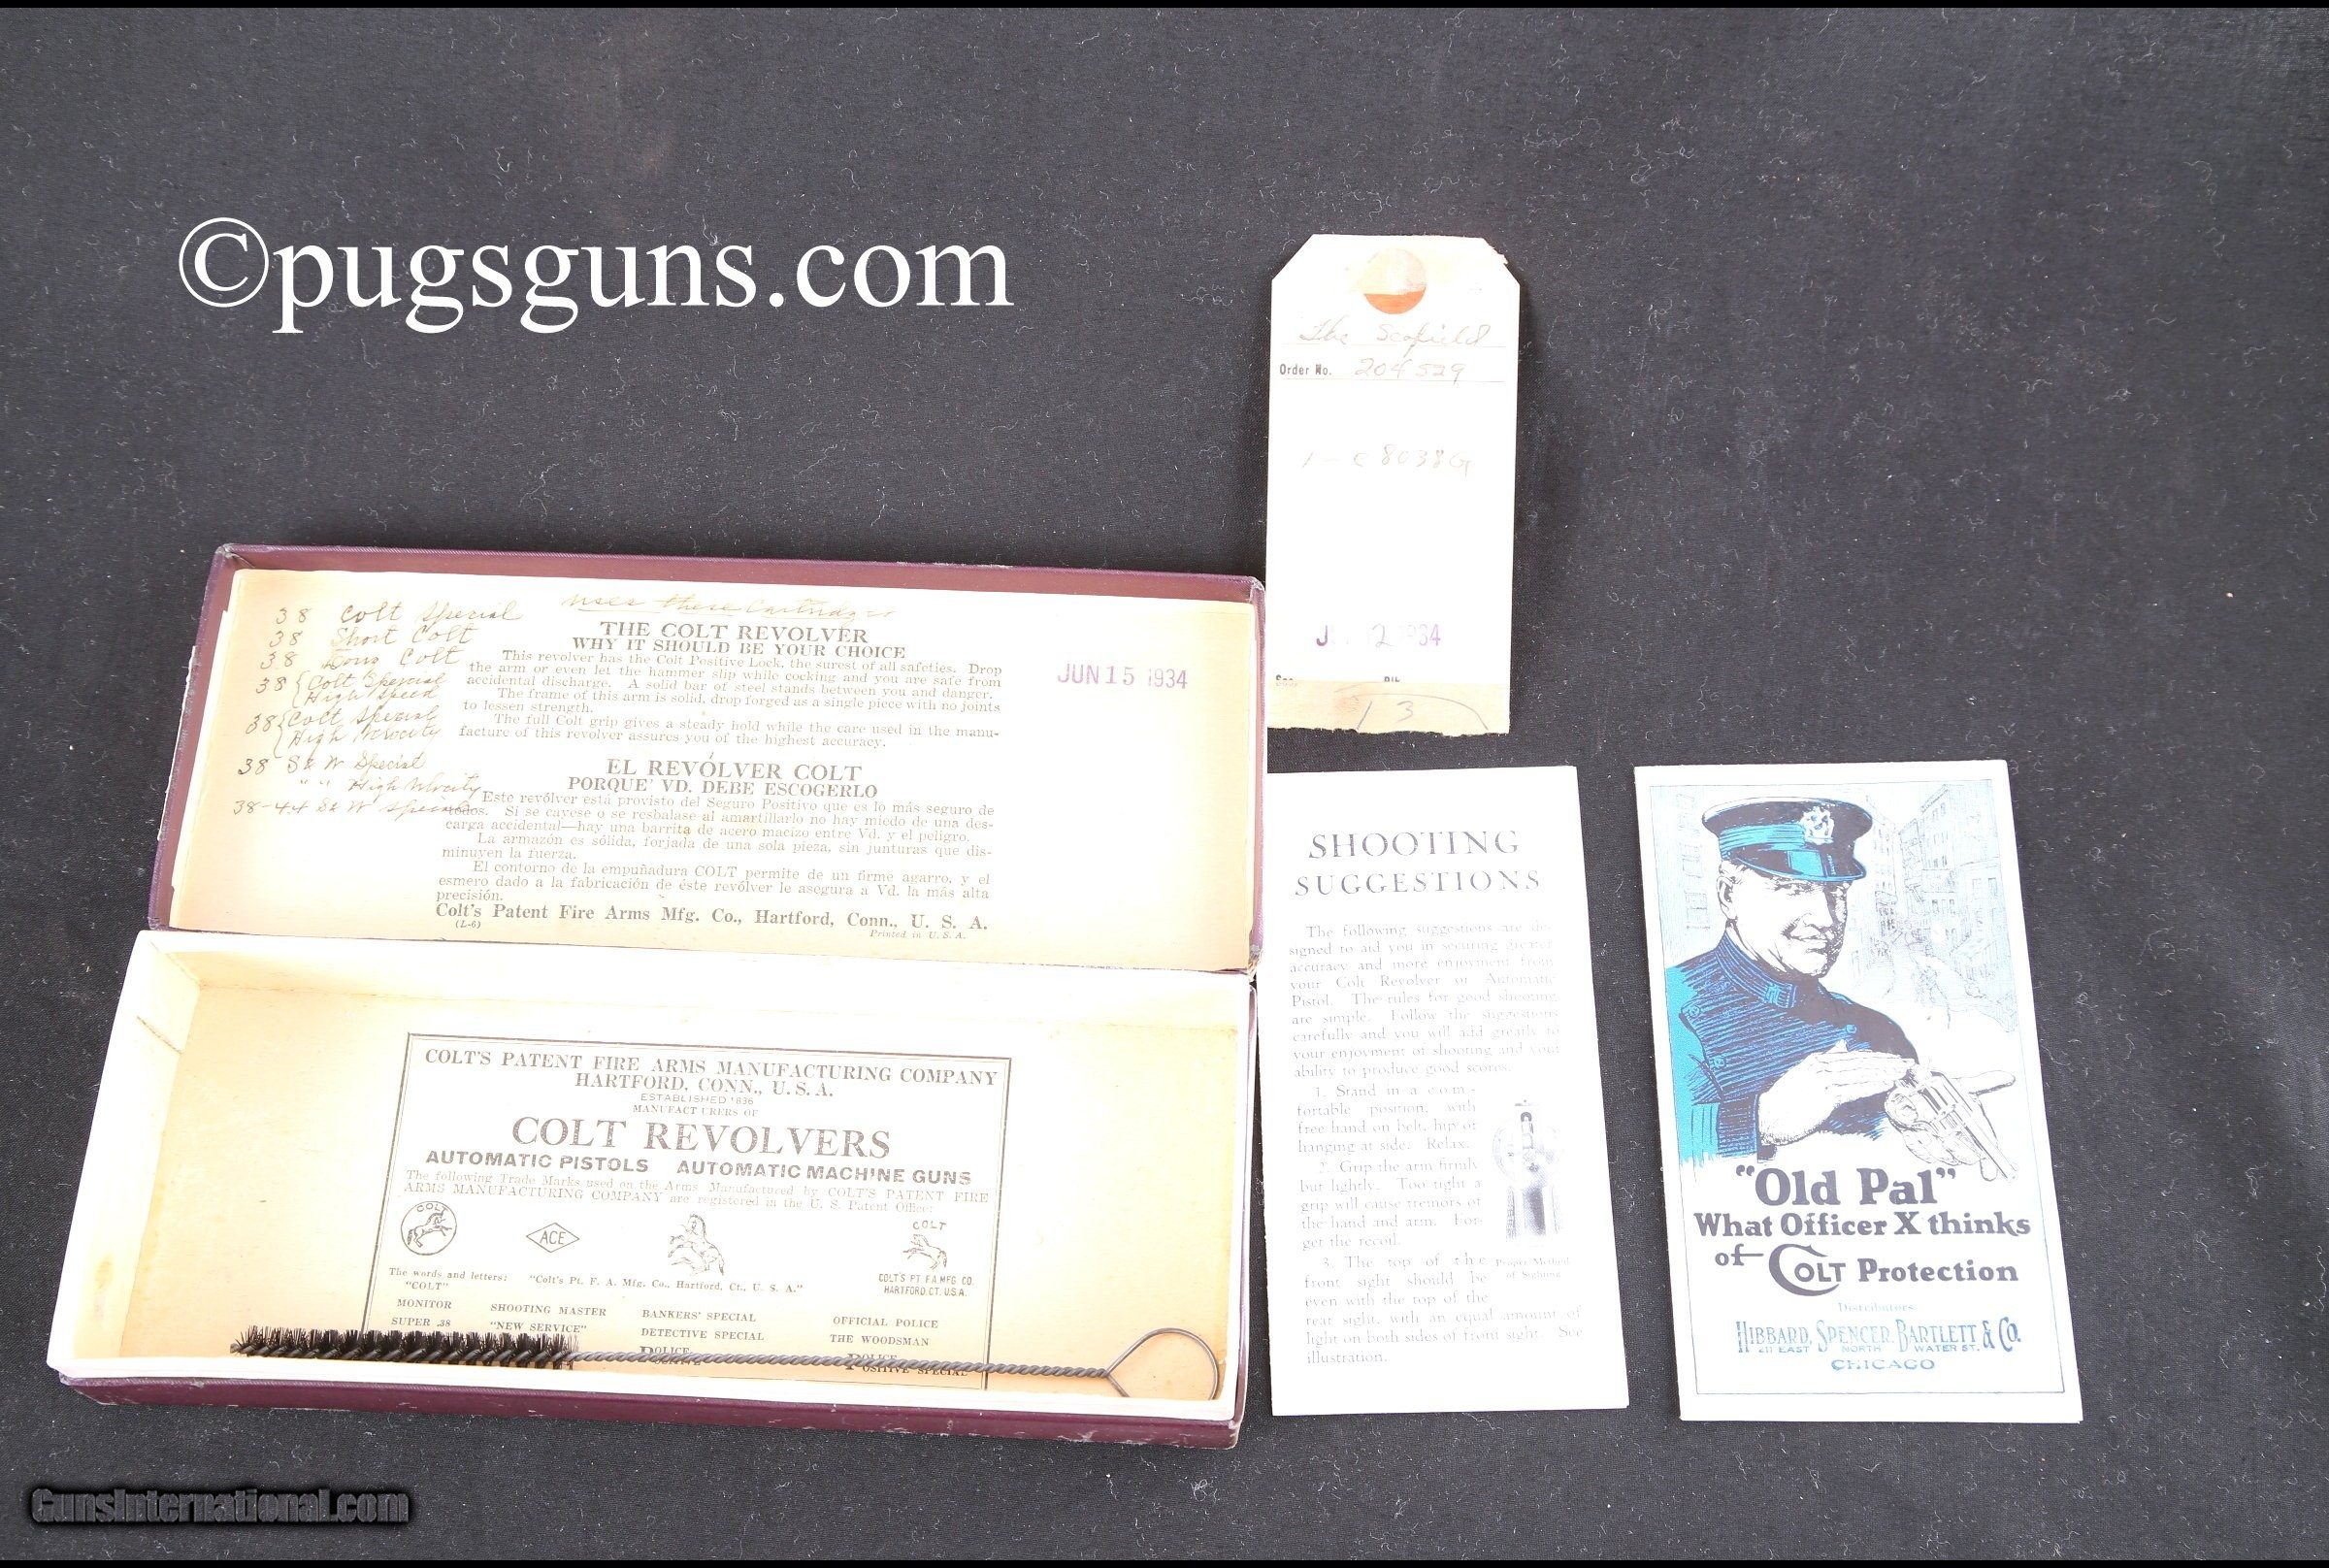 ©pugsguns.com
The Scofield
Order No. 204529
1 - C 8038G
J 12 1934
13
uses these Cartridges
38 Colt Special
38 Short Colt
38 Long Colt
38 { Colt Special
High Speed
38 { Colt Special
High Velocity
38 S & W Special
" " High Velocity
38-44 S & W Special
THE COLT REVOLVER
WHY IT SHOULD BE YOUR CHOICE
This revolver has the Colt Positive Lock, the surest of all safeties. Drop
the arm or even let the hammer slip while cocking and you are safe from
accidental discharge. A solid bar of steel stands between you and danger.
The frame of this arm is solid, drop forged as a single piece with no joints
to lessen strength.
The full Colt grip gives a steady hold while the care used in the manu-
facture of this revolver assures you of the highest accuracy.
JUN 15 1934
EL REVÓLVER COLT
PORQUE' VD. DEBE ESCOGERLO
Este revólver está provisto del Seguro Positivo que es lo más seguro de
todos. Si se cayese o se resbalase al amartillarlo no hay miedo de una des-
carga accidental—hay una barrita de acero macizo entre Vd. y el peligro.
La armazón es sólida, forjada de una sola pieza, sin junturas que dis-
minuyen la fuerza.
El contorno de la empuñadura COLT permite de un firme agarro, y el
esmero dado a la fabricación de éste revólver le asegura a Vd. la más alta
precisión.
Colt's Patent Fire Arms Mfg. Co., Hartford, Conn., U. S. A.
(L-6)
Printed in U. S. A.
COLT'S PATENT FIRE ARMS MANUFACTURING COMPANY
HARTFORD, CONN., U. S. A.
ESTABLISHED 1836
MANUFACTURERS OF
COLT REVOLVERS
AUTOMATIC PISTOLS AUTOMATIC MACHINE GUNS
The following Trade Marks used on the Arms Manufactured by COLT'S PATENT FIRE
ARMS MANUFACTURING COMPANY are registered in the U. S. Patent Office:
COLT
ACE
COLT
COLT'S PT. F.A. MFG. CO.
HARTFORD. CT. U.S.A.
The words and letters: "Colt's Pt. F. A. Mfg. Co., Hartford, Ct., U. S. A."
"COLT"
MONITOR SHOOTING MASTER BANKERS' SPECIAL OFFICIAL POLICE
SUPER .38 "NEW SERVICE" DETECTIVE SPECIAL THE WOODSMAN
POLICE POLICE
POSITIVE SPECIAL
SHOOTING
SUGGESTIONS
The following suggestions are de-
signed to aid you in securing greater
accuracy and more enjoyment from
your Colt Revolver or Automatic
Pistol. The rules for good shooting
are simple. Follow the suggestions
carefully and you will add greatly to
your enjoyment of shooting and your
ability to produce good scores.
1. Stand in a com-
fortable position, with
free hand on belt, hip or
hanging at side. Relax.
2. Grip the arm firmly
but lightly. Too tight a
grip will cause tremors of
the hand and arm. For-
get the recoil.
3. The top of the
front sight should be
even with the top of the
rear sight, with an equal amount of
light on both sides of front sight. See
illustration.
Proper Method
of Sighting
"Old Pal"
What Officer X thinks
of COLT Protection
Distributors
HIBBARD, SPENCER, BARTLETT & CO.
211 EAST NORTH WATER ST.
CHICAGO
GunsInternational.com